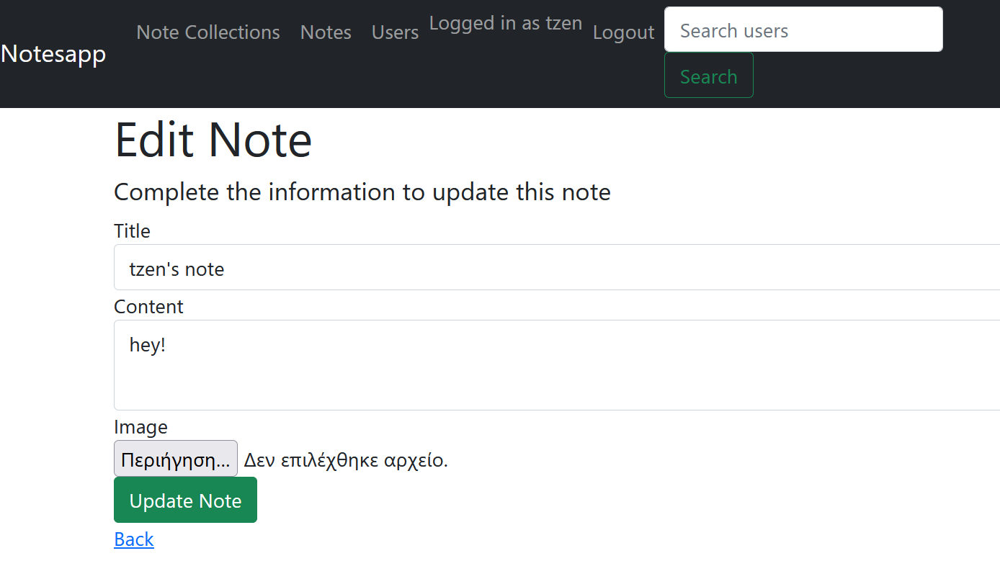 Notesapp
Note Collections Notes Users Logged in as tzen Logout Search users
Search
Edit Note
Complete the information to update this note
Title
tzen's note
Content
hey!
Image
Περιήγηση... Δεν επιλέχθηκε αρχείο.
Update Note
Back